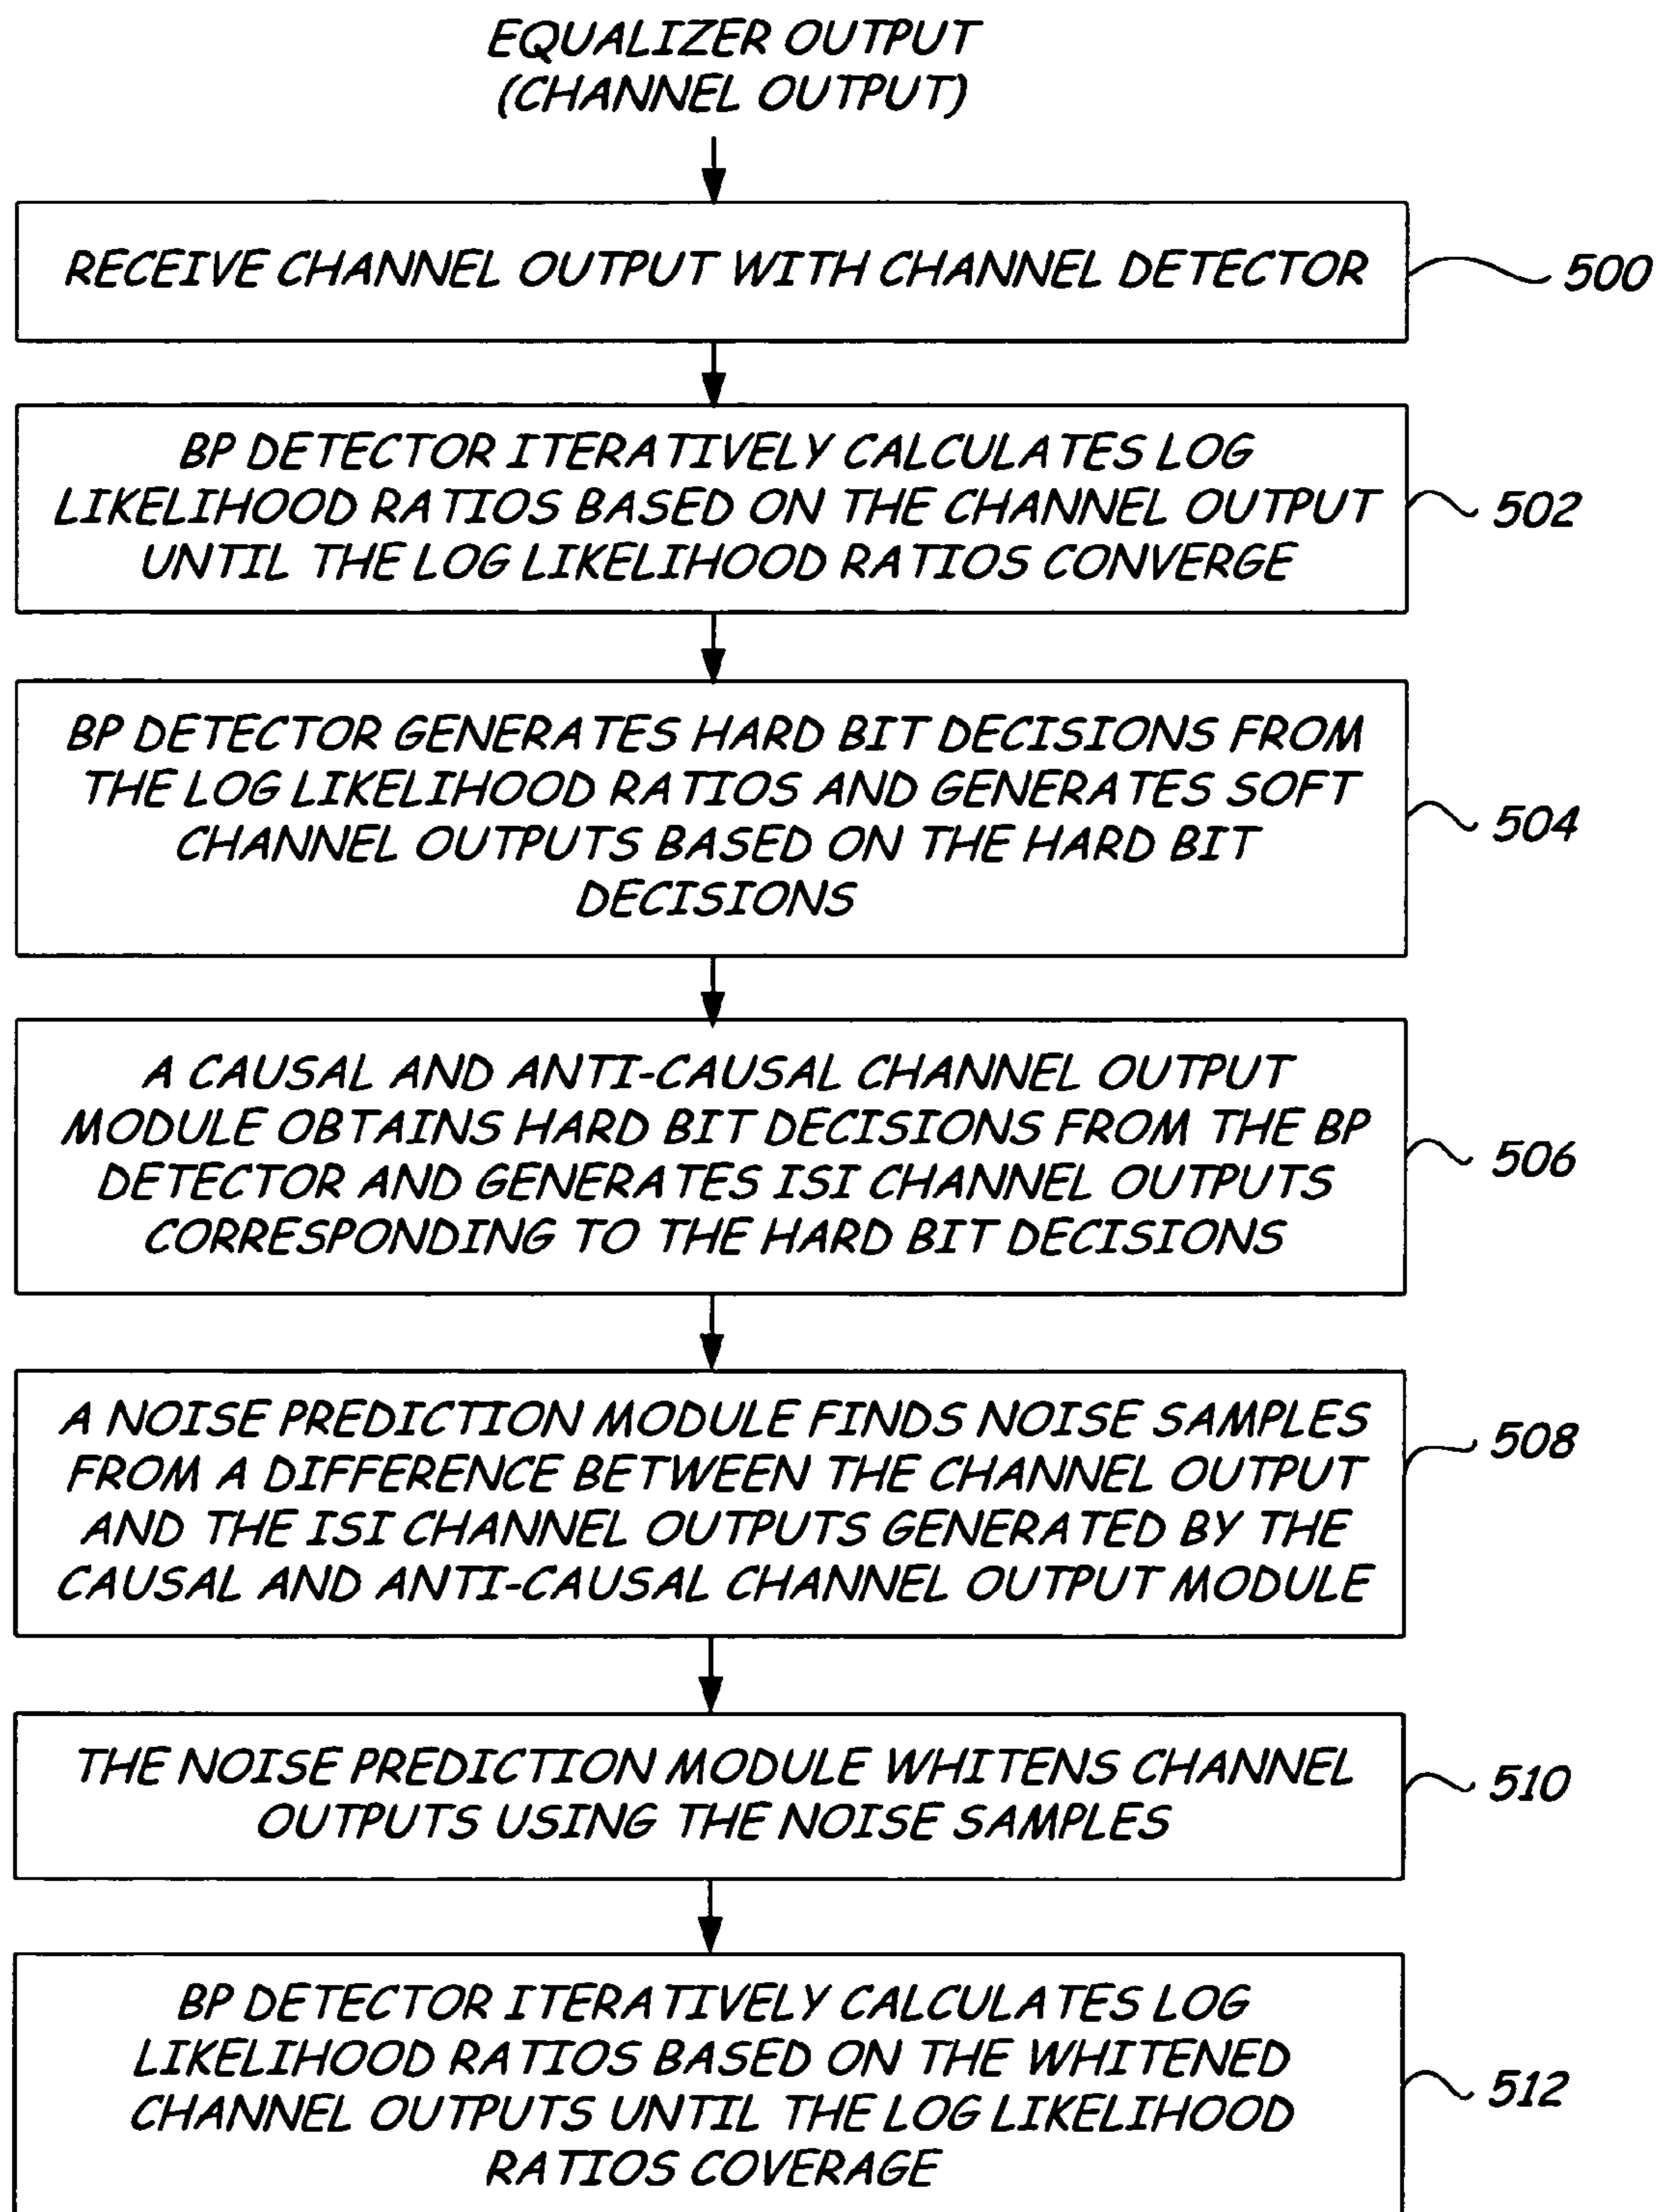 EQUALIZER OUTPUT
(CHANNEL OUTPUT)
RECEIVE CHANNEL OUTPUT WITH CHANNEL DETECTOR
500
BP DETECTOR ITERATIVELY CALCULATES LOG
LIKELIHOOD RATIOS BASED ON THE CHANNEL OUTPUT
UNTIL THE LOG LIKELIHOOD RATIOS CONVERGE
502
BP DETECTOR GENERATES HARD BIT DECISIONS FROM
THE LOG LIKELIHOOD RATIOS AND GENERATES SOFT
CHANNEL OUTPUTS BASED ON THE HARD BIT
DECISIONS
504
A CAUSAL AND ANTI-CAUSAL CHANNEL OUTPUT
MODULE OBTAINS HARD BIT DECISIONS FROM THE BP
DETECTOR AND GENERATES ISI CHANNEL OUTPUTS
CORRESPONDING TO THE HARD BIT DECISIONS
506
A NOISE PREDICTION MODULE FINDS NOISE SAMPLES
FROM A DIFFERENCE BETWEEN THE CHANNEL OUTPUT
AND THE ISI CHANNEL OUTPUTS GENERATED BY THE
CAUSAL AND ANTI-CAUSAL CHANNEL OUTPUT MODULE
508
THE NOISE PREDICTION MODULE WHITENS CHANNEL
OUTPUTS USING THE NOISE SAMPLES
510
BP DETECTOR ITERATIVELY CALCULATES LOG
LIKELIHOOD RATIOS BASED ON THE WHITENED
CHANNEL OUTPUTS UNTIL THE LOG LIKELIHOOD
RATIOS COVERAGE
512